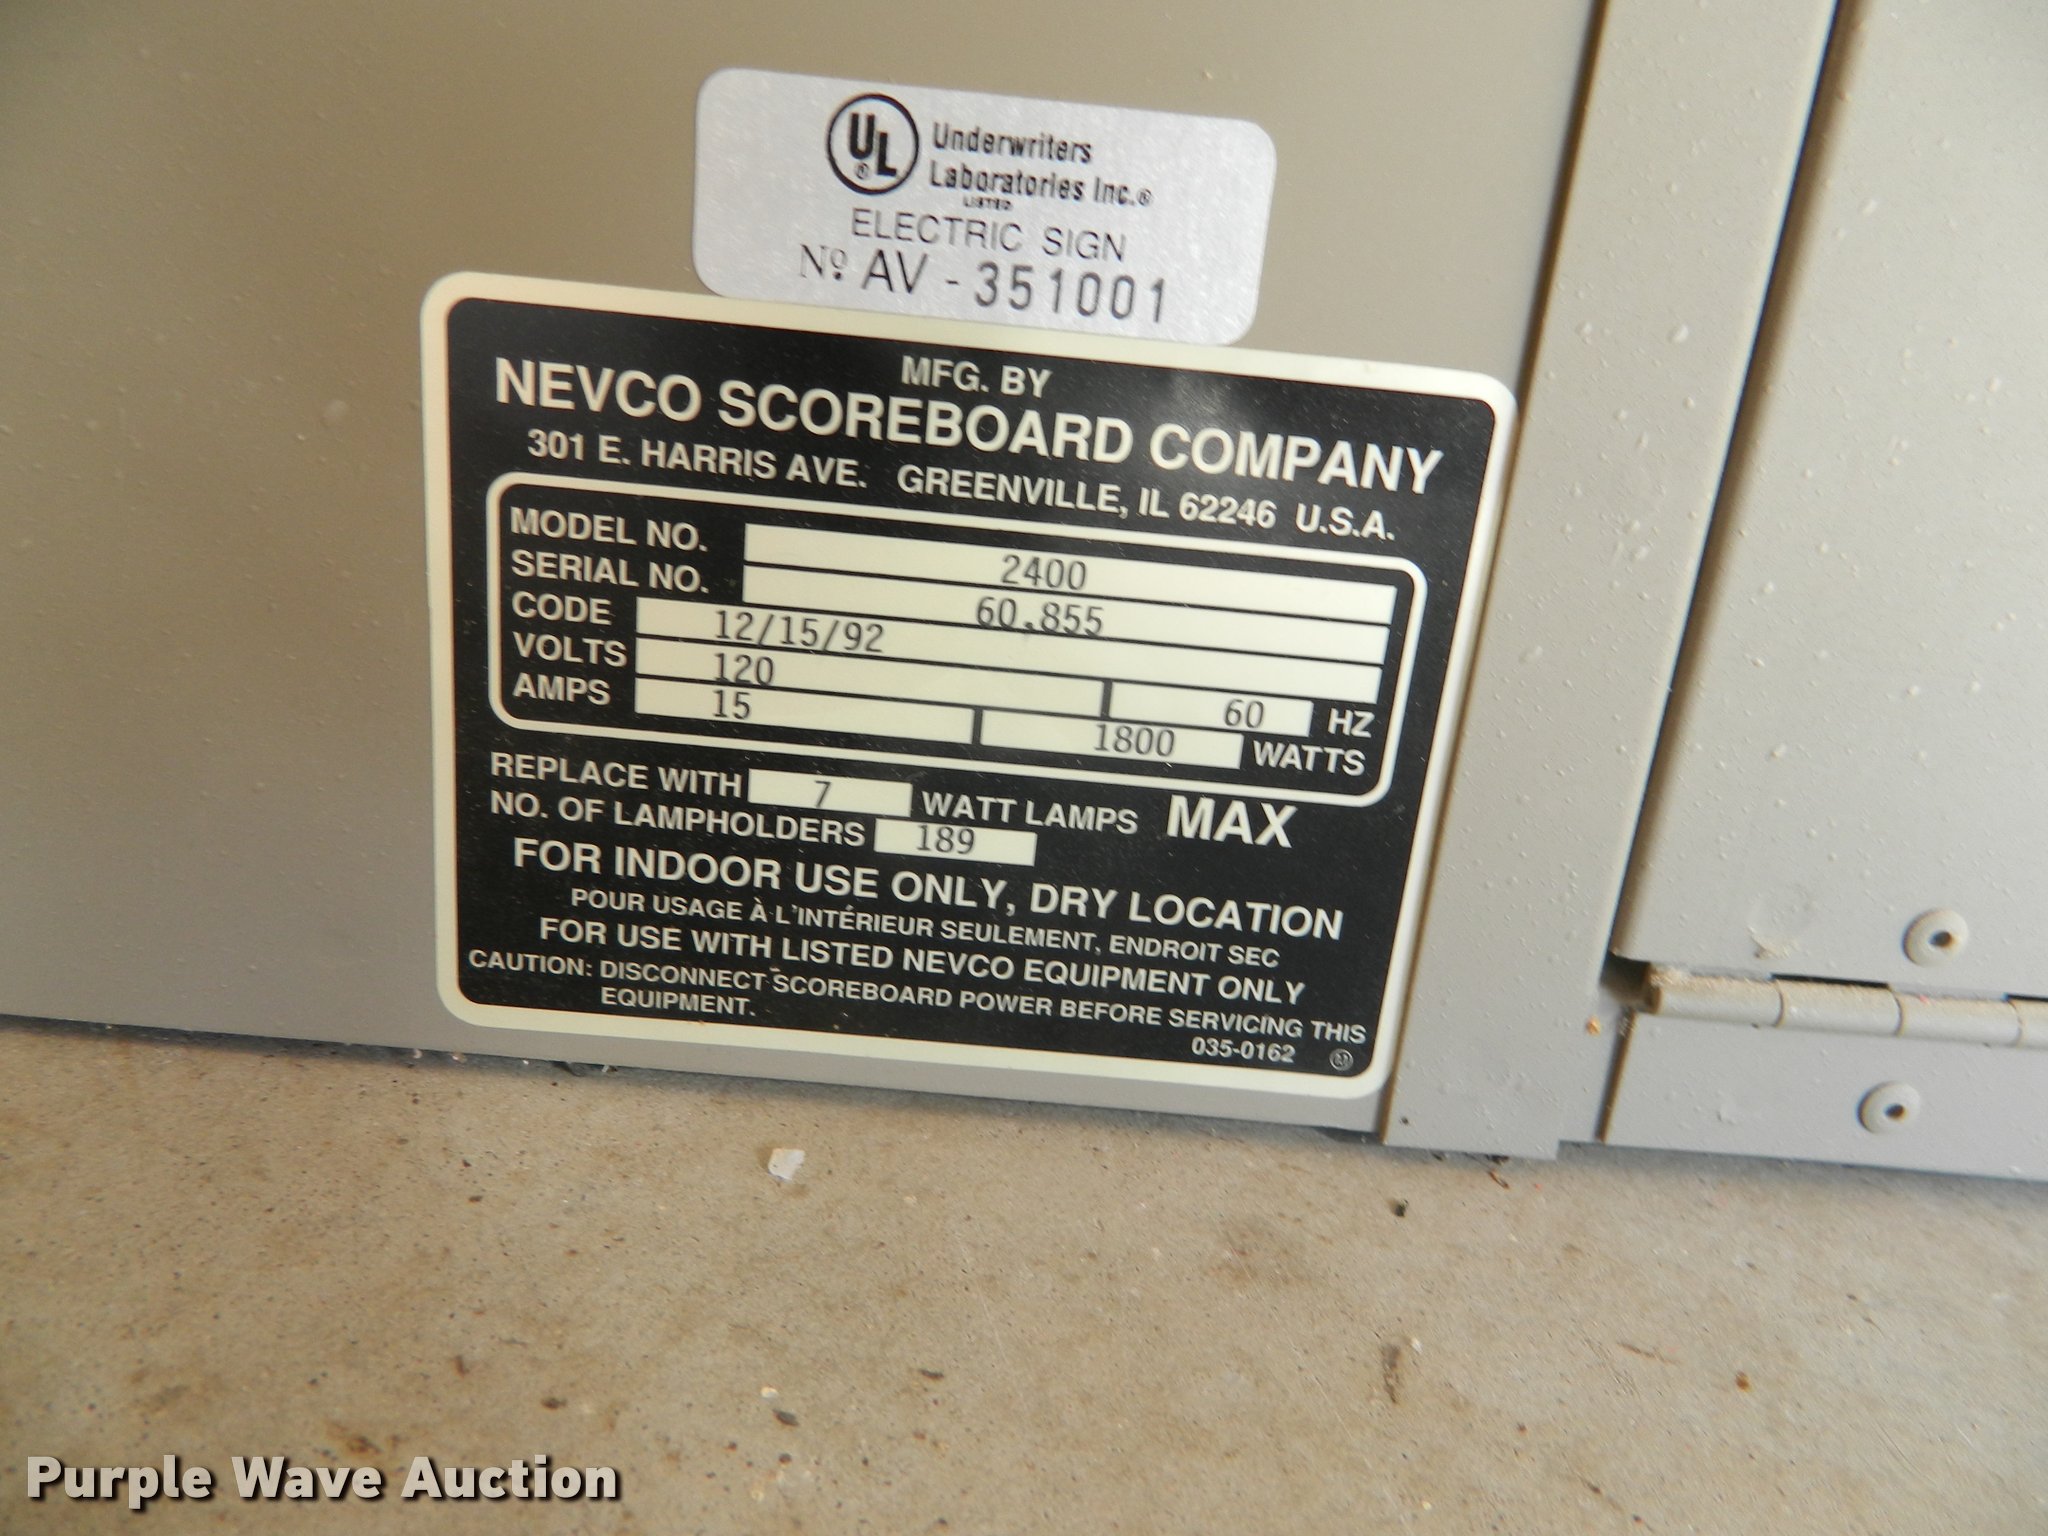 UL®
Underwriters
Laboratories Inc.®
LISTED
ELECTRIC SIGN
Nº AV - 351001
MFG. BY
NEVCO SCOREBOARD COMPANY
301 E. HARRIS AVE. GREENVILLE, IL 62246 U.S.A.
MODEL NO. 2400
SERIAL NO. 60.855
CODE 12/15/92
VOLTS 120 60 HZ
AMPS 15 1800 WATTS
REPLACE WITH 7 WATT LAMPS MAX
NO. OF LAMPHOLDERS 189
FOR INDOOR USE ONLY, DRY LOCATION
POUR USAGE À L'INTÉRIEUR SEULEMENT, ENDROIT SEC
FOR USE WITH LISTED NEVCO EQUIPMENT ONLY
CAUTION: DISCONNECT SCOREBOARD POWER BEFORE SERVICING THIS
EQUIPMENT.
035-0162
Purple Wave Auction